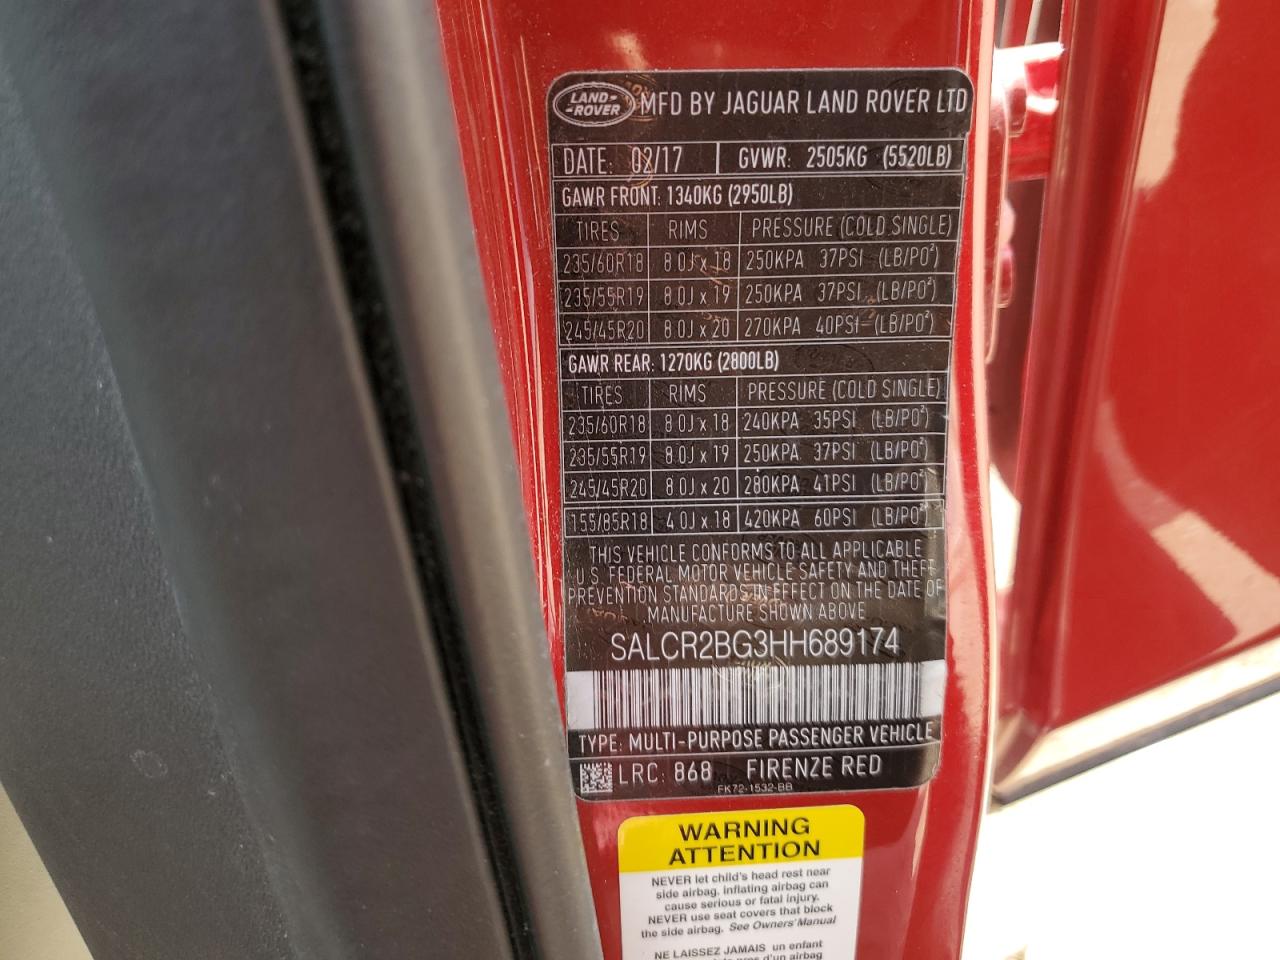 LAND-
-ROVER
MFD BY JAGUAR LAND ROVER LTD
DATE: 02/17 GVWR: 2505KG (5520LB)
GAWR FRONT: 1340KG (2950LB)
TIRES RIMS PRESSURE (COLD SINGLE)
235/60R18 8.0J x 18 250KPA 37PSI (LB/PO²)
235/55R19 8.0J x 19 250KPA 37PSI (LB/PO²)
245/45R20 8.0J x 20 270KPA 40PSI (LB/PO²)
GAWR REAR: 1270KG (2800LB)
TIRES RIMS PRESSURE (COLD SINGLE)
235/60R18 8.0J x 18 240KPA 35PSI (LB/PO²)
235/55R19 8.0J x 19 250KPA 37PSI (LB/PO²)
245/45R20 8.0J x 20 280KPA 41PSI (LB/PO²)
155/85R18 4.0J x 18 420KPA 60PSI (LB/PO²)
THIS VEHICLE CONFORMS TO ALL APPLICABLE
U.S. FEDERAL MOTOR VEHICLE SAFETY AND THEFT
PREVENTION STANDARDS IN EFFECT ON THE DATE OF
MANUFACTURE SHOWN ABOVE
SALCR2BG3HH689174
TYPE: MULTI-PURPOSE PASSENGER VEHICLE
LRC: 868 FIRENZE RED
FK72-1532-BB
WARNING
ATTENTION
NEVER let child's head rest near
side airbag, inflating airbag can
cause serious or fatal injury.
NEVER use seat covers that block
the side airbag. See Owners' Manual
NE LAISSEZ JAMAIS un enfant
près d'un airbag